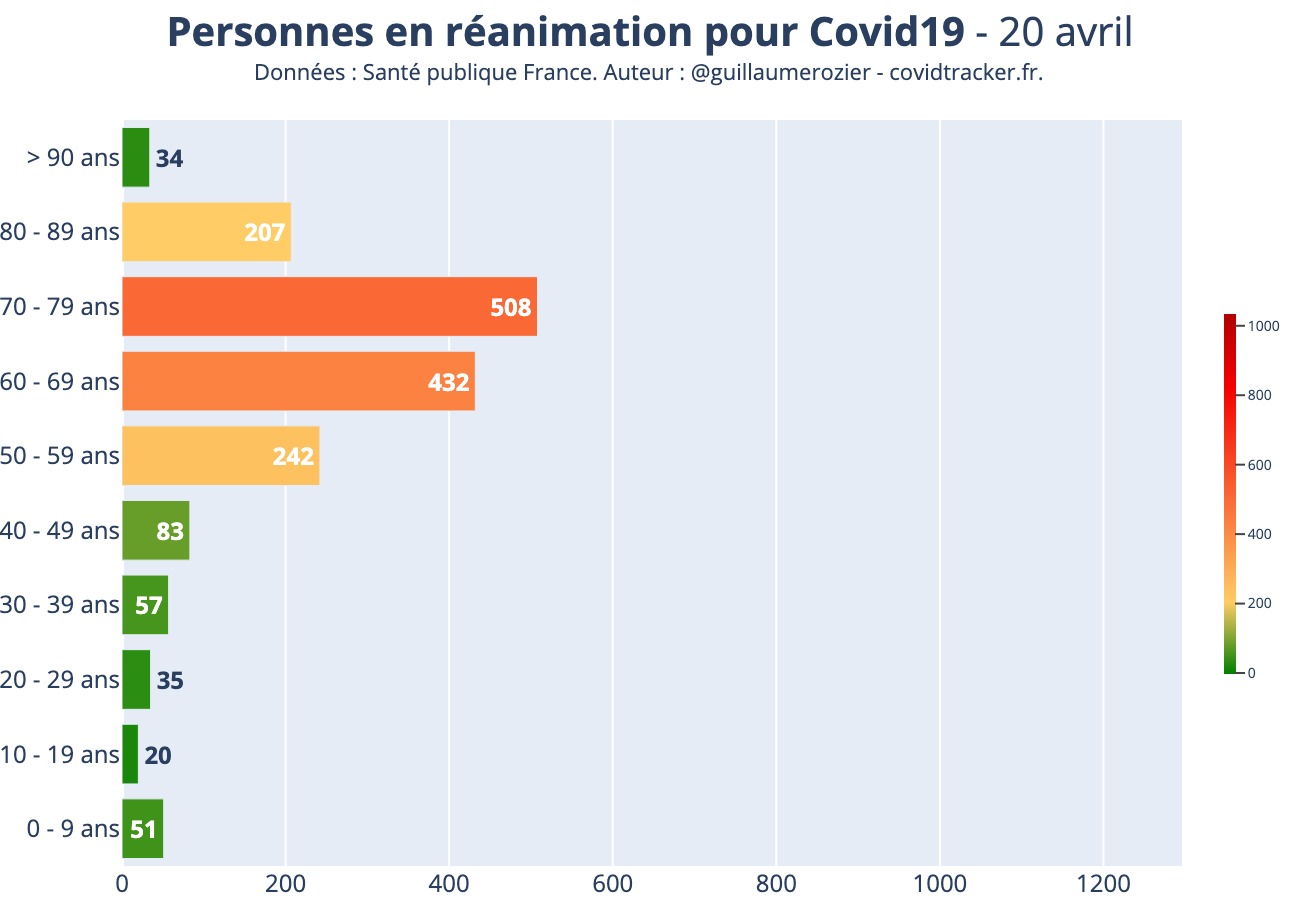 Personnes en réanimation pour Covid19 - 20 avril
Données : Santé publique France. Auteur : @guillaumerozier - covidtracker.fr.
> 90 ans 34
80 - 89 ans 207
70 - 79 ans 508
60 - 69 ans 432
50 - 59 ans 242
40 - 49 ans 83
30 - 39 ans 57
20 - 29 ans 35
10 - 19 ans 20
0 - 9 ans 51
0 200 400 600 800 1000 1200
1000
800
600
400
200
0